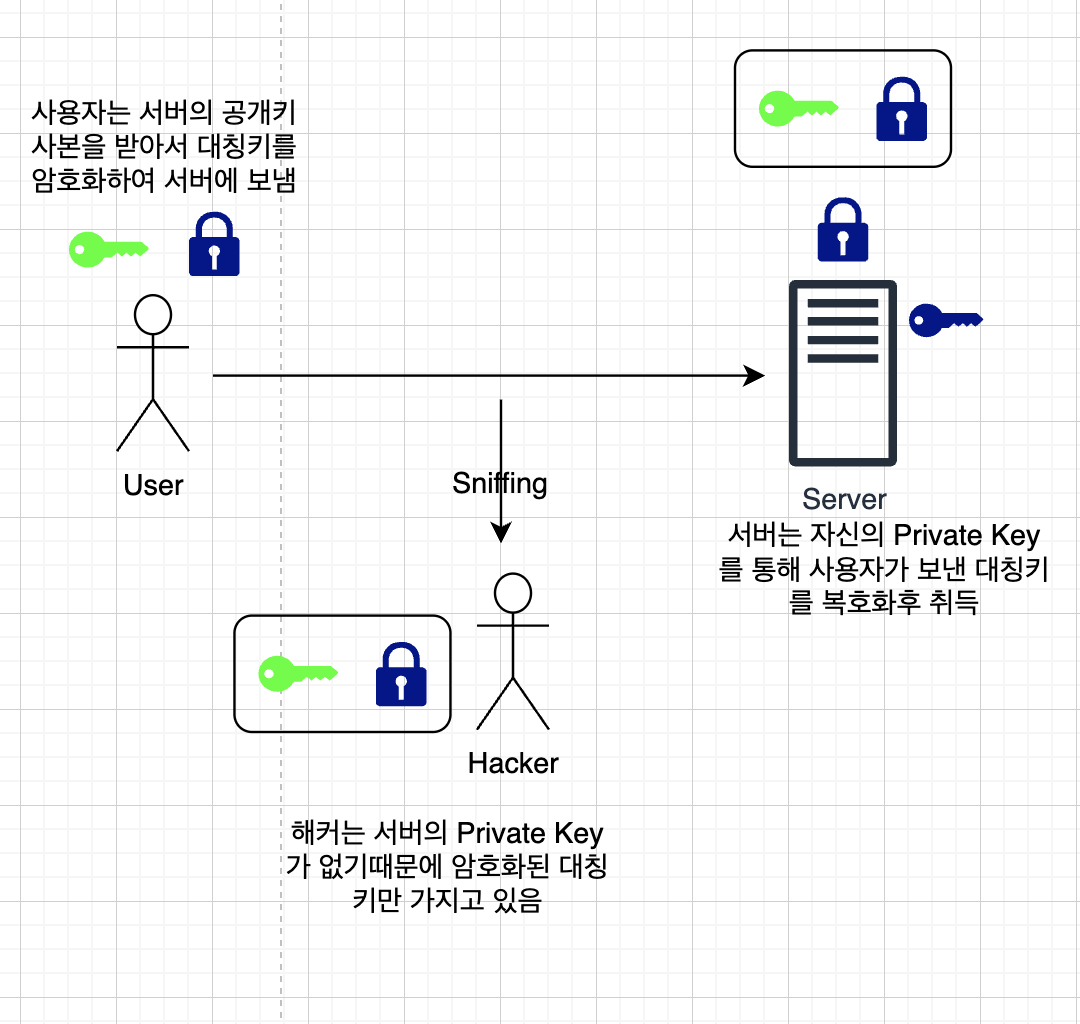 사용자는 서버의 공개키
사본을 받아서 대칭키를
암호화하여 서버에 보냄
User
Sniffing
Server
서버는 자신의 Private Key
를 통해 사용자가 보낸 대칭키
를 복호화후 취득
Hacker
해커는 서버의 Private Key
가 없기때문에 암호화된 대칭
키만 가지고 있음